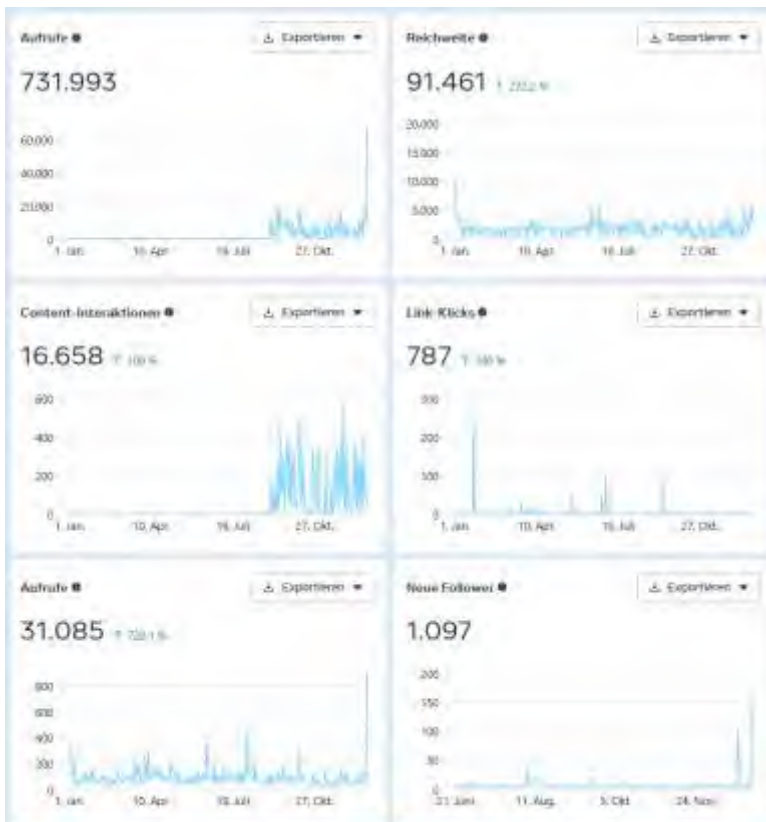 Aufrufe
Exportieren
731.993
60.000
40.000
20.000
0
1. Jan. 10. Apr. 19. Juli 27. Okt.
Reichweite
Exportieren
91.461
20.000
15.000
10.000
5.000
0
1. Jan. 10. Apr. 19. Juli 27. Okt.
Content-Interaktionen
Exportieren
16.658 100 %
600
400
200
0
1. Jan. 10. Apr. 19. Juli 27. Okt.
Link-Klicks
Exportieren
787 100 %
300
200
100
0
1. Jan. 10. Apr. 19. Juli 27. Okt.
Aufrufe
Exportieren
31.085
800
600
400
200
0
1. Jan. 10. Apr. 19. Juli 27. Okt.
Neue Follower
Exportieren
1.097
200
150
100
50
0
11. Aug. 5. Okt. 24. Nov.